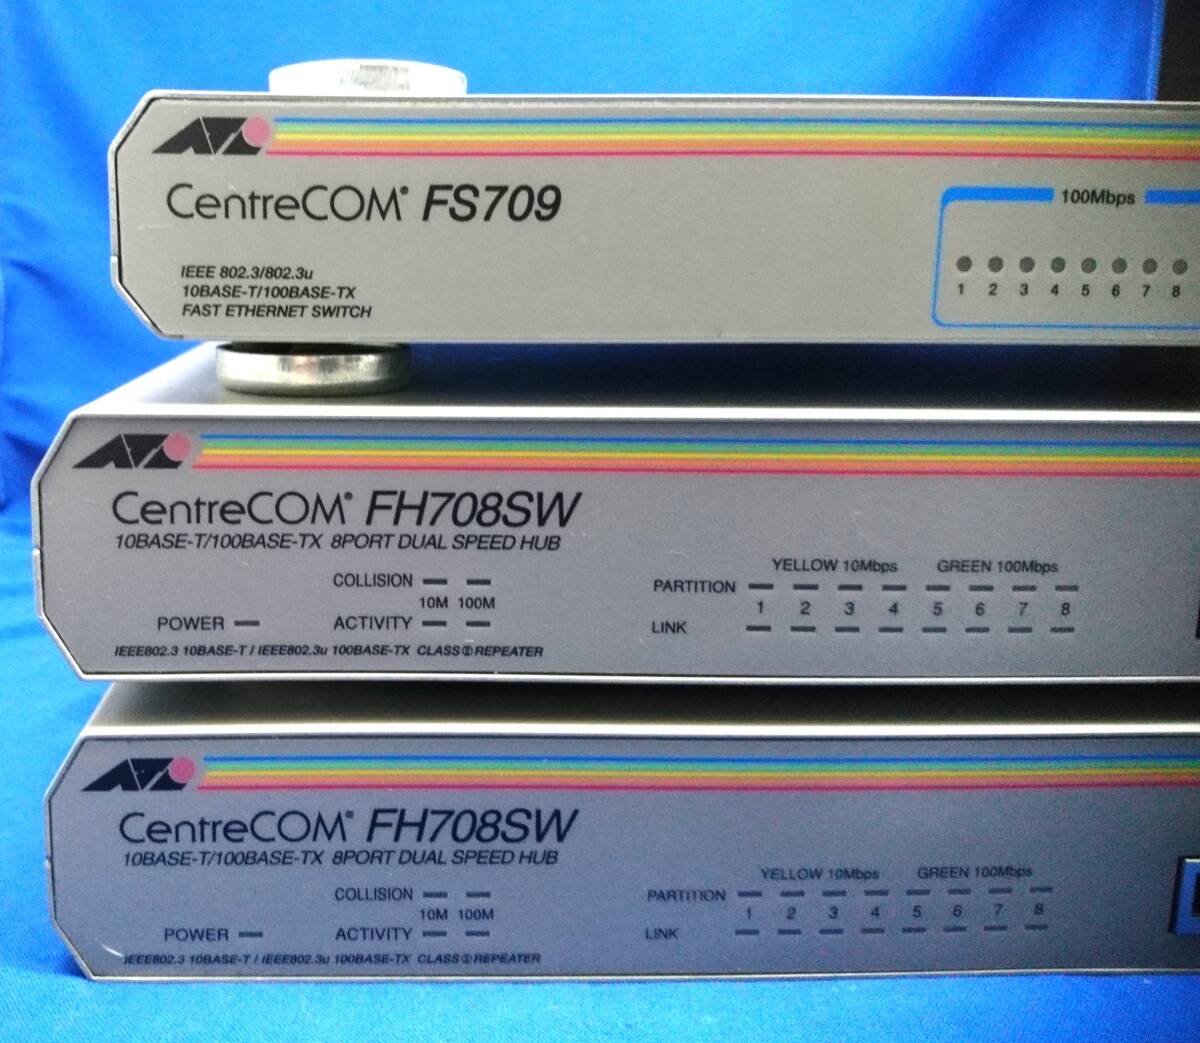 CentreCOM® FS709
IEEE 802.3/802.3u
10BASE-T/100BASE-TX
FAST ETHERNET SWITCH
100Mbps
1 2 3 4 5 6 7 8
CentreCOM® FH708SW
10BASE-T/100BASE-TX 8PORT DUAL SPEED HUB
COLLISION
10M 100M
POWER
ACTIVITY
IEEE802.3 10BASE-T / IEEE802.3u 100BASE-TX CLASS Ⓘ REPEATER
YELLOW 10Mbps GREEN 100Mbps
PARTITION
1 2 3 4 5 6 7 8
LINK
CentreCOM® FH708SW
10BASE-T/100BASE-TX 8PORT DUAL SPEED HUB
COLLISION
10M 100M
POWER
ACTIVITY
IEEE802.3 10BASE-T / IEEE802.3u 100BASE-TX CLASS Ⓘ REPEATER
YELLOW 10Mbps GREEN 100Mbps
PARTITION
1 2 3 4 5 6 7 8
LINK